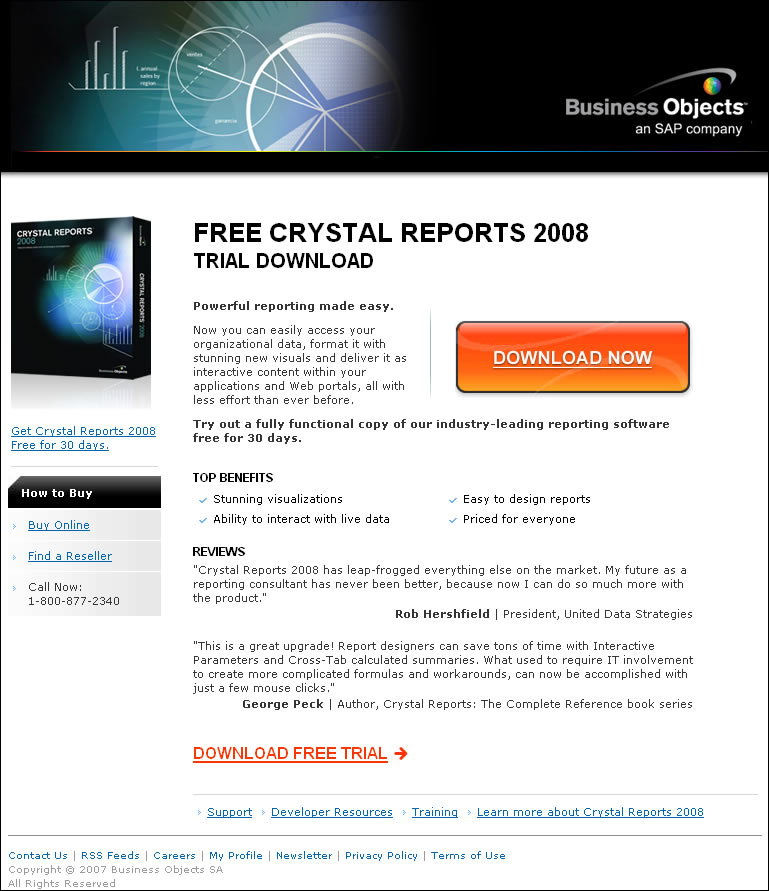 1. annual
sales by
region
ventes
ganancia
Business Objects
an SAP company
CRYSTAL REPORTS
2008
CRYSTAL REPORTS 2008
Business Objects
Get Crystal Reports 2008
Free for 30 days.
How to Buy
Buy Online
Find a Reseller
Call Now:
1-800-877-2340
FREE CRYSTAL REPORTS 2008
TRIAL DOWNLOAD
Powerful reporting made easy.
Now you can easily access your
organizational data, format it with
stunning new visuals and deliver it as
interactive content within your
applications and Web portals, all with
less effort than ever before.
DOWNLOAD NOW
Try out a fully functional copy of our industry-leading reporting software
free for 30 days.
TOP BENEFITS
Stunning visualizations
Easy to design reports
Ability to interact with live data
Priced for everyone
REVIEWS
"Crystal Reports 2008 has leap-frogged everything else on the market. My future as a
reporting consultant has never been better, because now I can do so much more with
the product."
Rob Hershfield | President, United Data Strategies
"This is a great upgrade! Report designers can save tons of time with Interactive
Parameters and Cross-Tab calculated summaries. What used to require IT involvement
to create more complicated formulas and workarounds, can now be accomplished with
just a few mouse clicks."
George Peck | Author, Crystal Reports: The Complete Reference book series
DOWNLOAD FREE TRIAL
Support
Developer Resources
Training
Learn more about Crystal Reports 2008
Contact Us | RSS Feeds | Careers | My Profile | Newsletter | Privacy Policy | Terms of Use
Copyright © 2007 Business Objects SA
All Rights Reserved